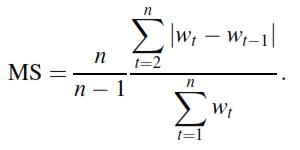 MS = \frac{n}{n-1} \frac{\sum_{t=2}^{n} |w_t - w_{t-1}|}{\sum_{t=1}^{n} w_t}.